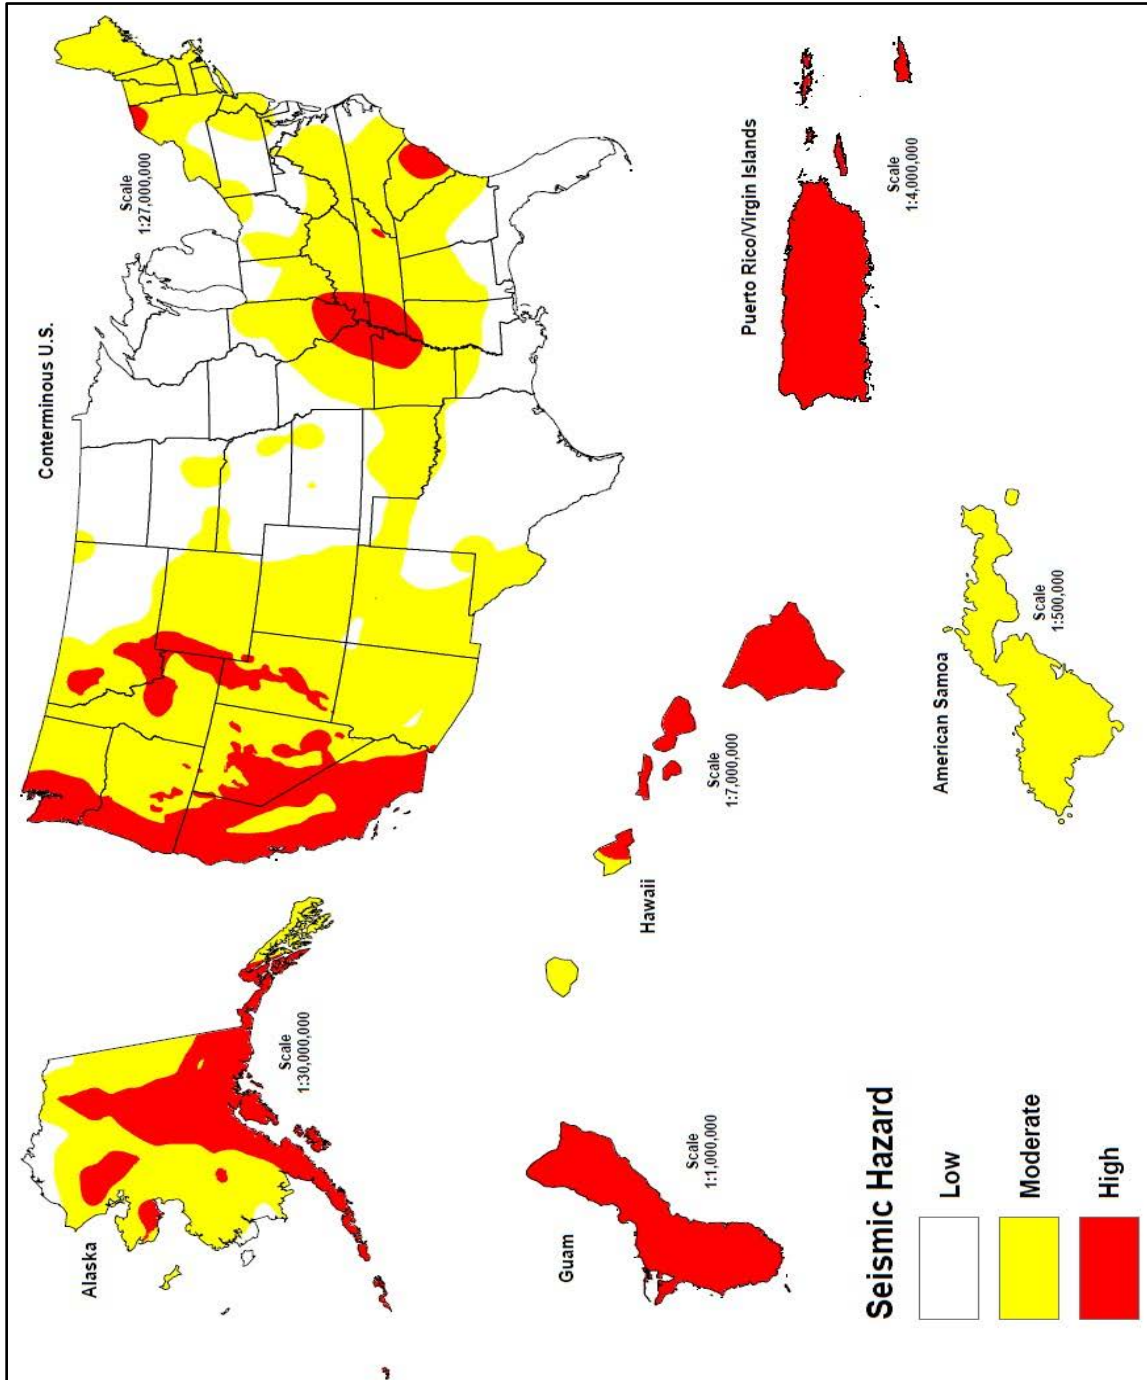 Conterminous U.S.
Scale
1:27,000,000
Alaska
Scale
1:30,000,000
Hawaii
Scale
1:7,000,000
Puerto Rico/Virgin Islands
Scale
1:4,000,000
Guam
Scale
1:1,000,000
American Samoa
Scale
1:500,000
Seismic Hazard
Low
Moderate
High